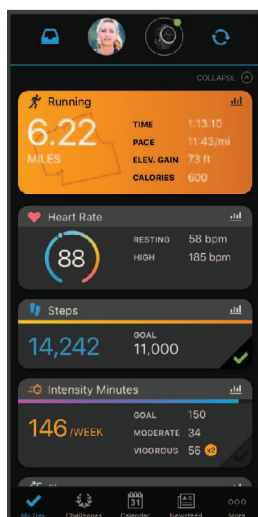 COLLAPSE
Running
6.22
MILES
TIME 1:13:10
PACE 11:43/mi
ELEV. GAIN 73 ft
CALORIES 600
Heart Rate
88
RESTING 58 bpm
HIGH 185 bpm
Steps
14,242
GOAL
11,000
Intensity Minutes
146 /WEEK
GOAL 150
MODERATE 34
VIGOROUS 56 x2
31
My Day Challenges Calendar Newsfeed More